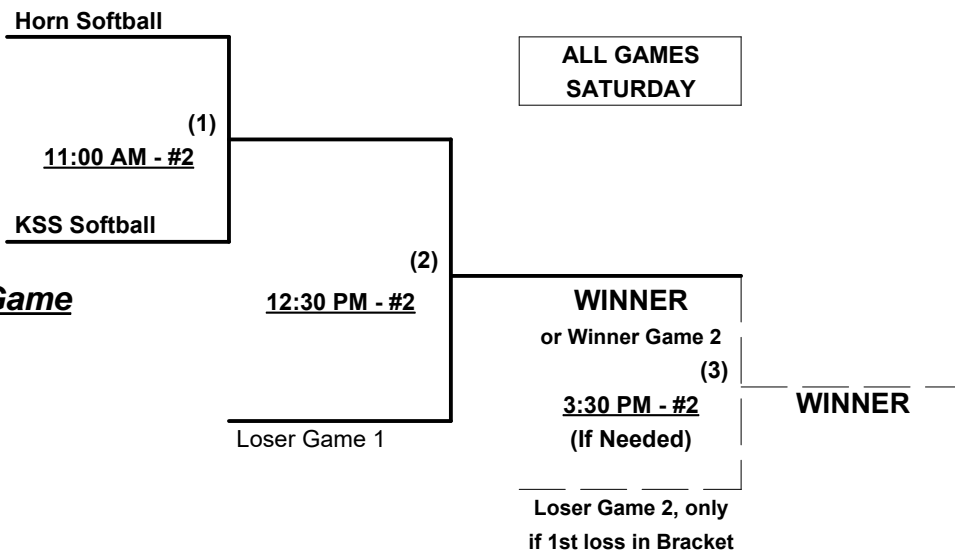 Horn Softball
ALL GAMES
SATURDAY
(1)
11:00 AM - #2
KSS Softball
(2)
Game
12:30 PM - #2
WINNER
or Winner Game 2
(3)
3:30 PM - #2
WINNER
Loser Game 1
(If Needed)
Loser Game 2, only
if 1st loss in Bracket